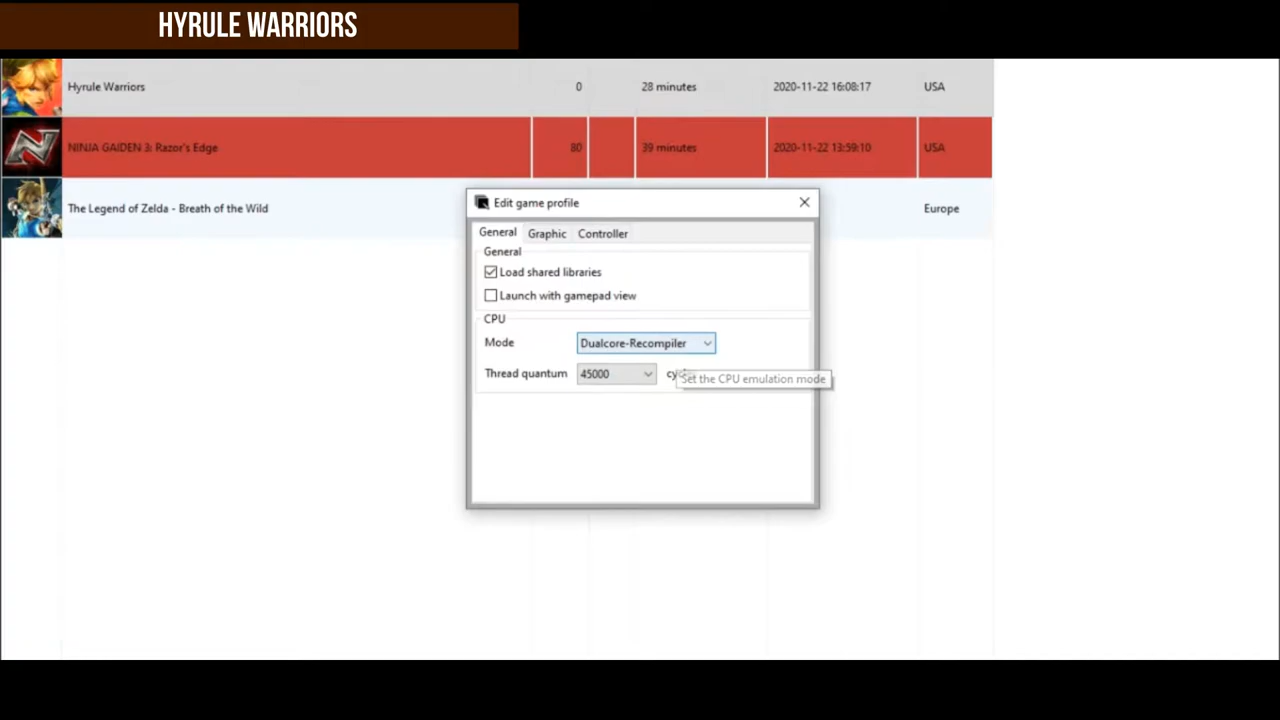 HYRULE WARRIORS
Hyrule Warriors 0 28 minutes 2020-11-22 16:08:17 USA
NINJA GAIDEN 3: Razor's Edge 80 39 minutes 2020-11-22 13:59:10 USA
The Legend of Zelda - Breath of the Wild Europe
Edit game profile
General Graphic Controller
General
Load shared libraries
Launch with gamepad view
CPU
Mode Dualcore-Recompiler
Thread quantum 45000
Set the CPU emulation mode